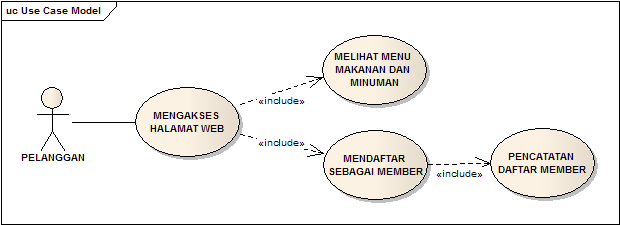 uc Use Case Model
MELIHAT MENU
MAKANAN DAN
MINUMAN
«include»
MENGAKSES
HALAMAT WEB
PELANGGAN
«include»
MENDAFTAR
SEBAGAI MEMBER
«include»
PENCATATAN
DAFTAR MEMBER